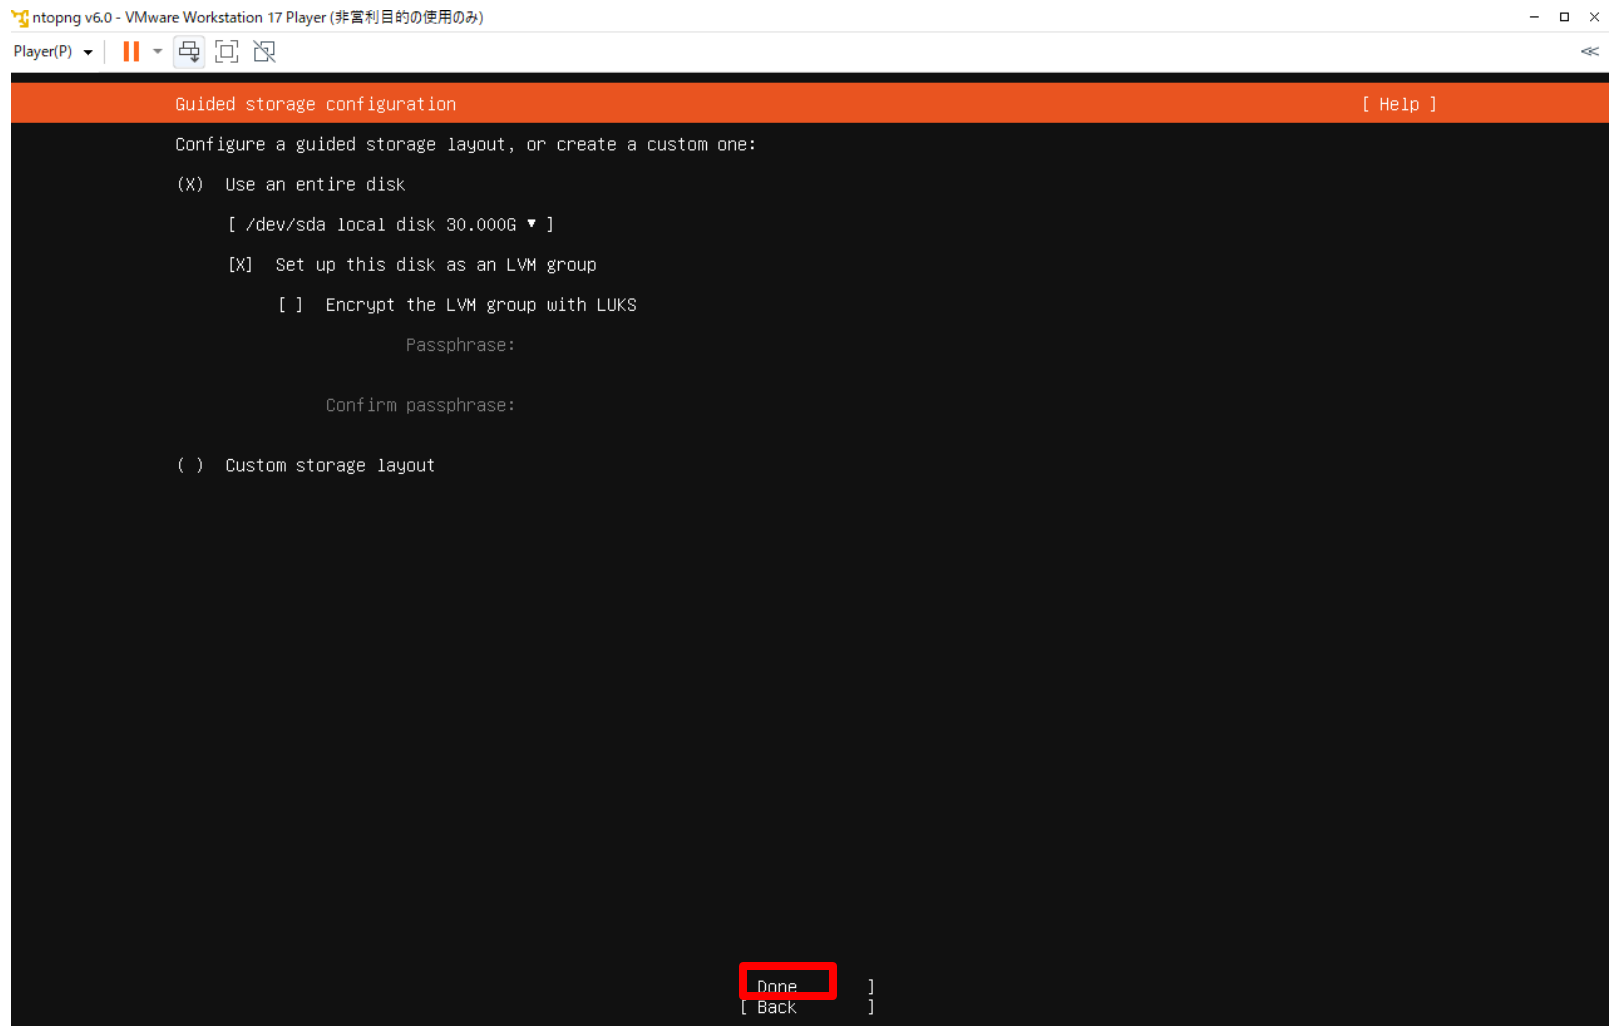 ntopng v6.0 - VMware Workstation 17 Player (非営利目的の使用のみ)
Player(P)
Guided storage configuration [ Help ]
Configure a guided storage layout, or create a custom one:
(X) Use an entire disk
[ /dev/sda local disk 30.000G ▼ ]
[X] Set up this disk as an LVM group
[ ] Encrypt the LVM group with LUKS
Passphrase:
Confirm passphrase:
( ) Custom storage layout
Done ]
[ Back ]